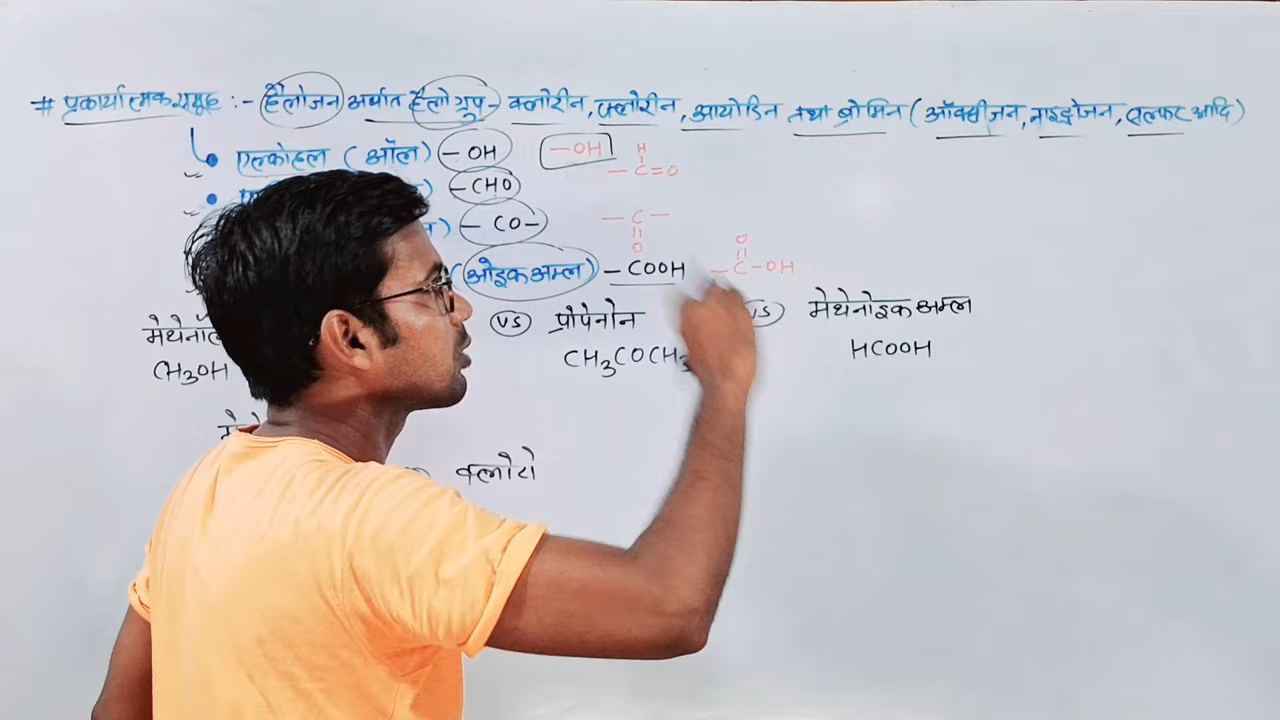 # प्रकार्यात्मक समूह :- हैलोजन अर्थात हैलो ग्रुप - क्लोरीन, फ्लोरीन, आयोडिन तथा ब्रोमिन (ऑक्सीजन, नाइट्रोजन, सल्फर आदि)
• एल्कोहल (ऑल) - OH -OH
) - CHO H -C=O
) - CO- -C- =O
(ओइक अम्ल) - COOH -C-OH =O
मेथेनॉल VS प्रोपेनोन VS मेथेनोइक अम्ल
CH3OH CH3COCH3 HCOOH
क्लोरो